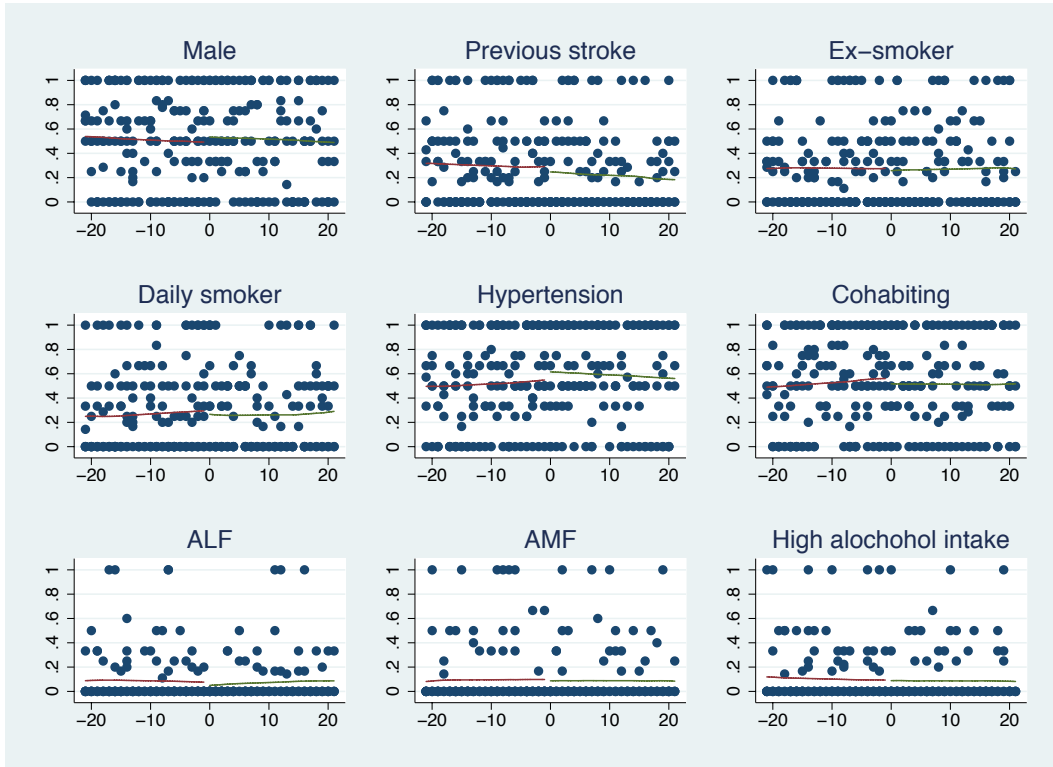 Male
Previous stroke
Ex−smoker
0 .2 .4 .6 .8 1
0 .2 .4 .6 .8 1
0 .2 .4 .6 .8 1
−20 −10 0 10 20
−20 −10 0 10 20
−20 −10 0 10 20
Daily smoker
Hypertension
Cohabiting
0 .2 .4 .6 .8 1
0 .2 .4 .6 .8 1
0 .2 .4 .6 .8 1
−20 −10 0 10 20
−20 −10 0 10 20
−20 −10 0 10 20
ALF
AMF
High alochohol intake
0 .2 .4 .6 .8 1
0 .2 .4 .6 .8 1
0 .2 .4 .6 .8 1
−20 −10 0 10 20
−20 −10 0 10 20
−20 −10 0 10 20